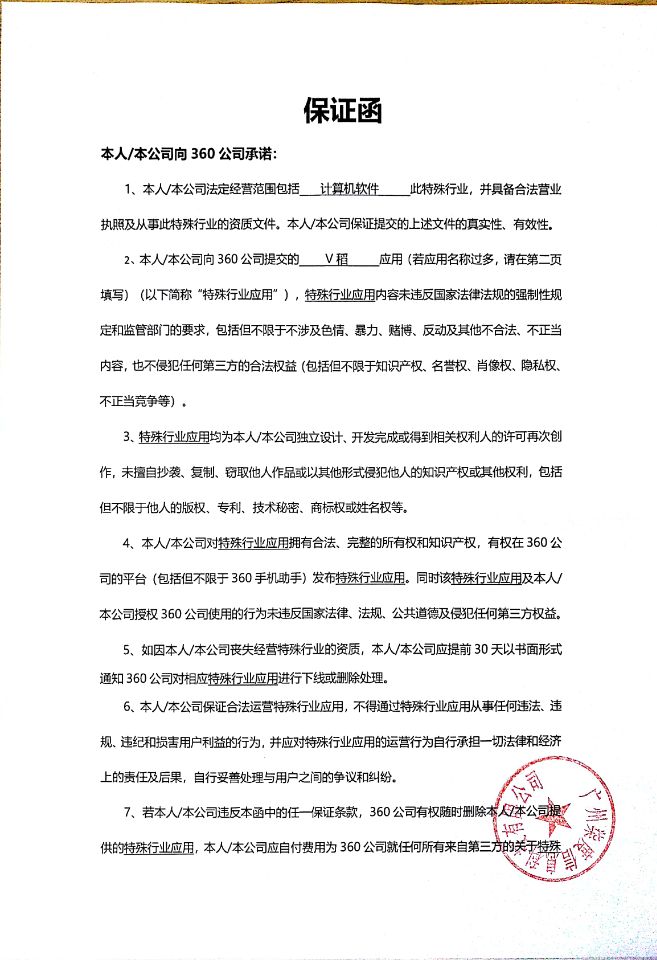 保证函
本人/本公司向 360 公司承诺：
1、本人/本公司法定经营范围包括 计算机软件 此特殊行业，并具备合法营业
执照及从事此特殊行业的资质文件。本人/本公司保证提交的上述文件的真实性、有效性。
2、本人/本公司向 360 公司提交的 V 稻 应用（若应用名称过多，请在第二页
填写）（以下简称“特殊行业应用”），特殊行业应用内容未违反国家法律法规的强制性规
定和监管部门的要求，包括但不限于不涉及色情、暴力、赌博、反动及其他不合法、不正当
内容，也不侵犯任何第三方的合法权益（包括但不限于知识产权、名誉权、肖像权、隐私权、
不正当竞争等）。
3、特殊行业应用均为本人/本公司独立设计、开发完成或得到相关权利人的许可再次创
作，未擅自抄袭、复制、窃取他人作品或以其他形式侵犯他人的知识产权或其他权利，包括
但不限于他人的版权、专利、技术秘密、商标权或姓名权等。
4、本人/本公司对特殊行业应用拥有合法、完整的所有权和知识产权，有权在 360 公
司的平台（包括但不限于 360 手机助手）发布特殊行业应用。同时该特殊行业应用及本人/
本公司授权 360 公司使用的行为未违反国家法律、法规、公共道德及侵犯任何第三方权益。
5、如因本人/本公司丧失经营特殊行业的资质，本人/本公司应提前 30 天以书面形式
通知 360 公司对相应特殊行业应用进行下线或删除处理。
6、本人/本公司保证合法运营特殊行业应用，不得通过特殊行业应用从事任何违法、违
规、违纪和损害用户利益的行为，并应对特殊行业应用的运营行为自行承担一切法律和经济
上的责任及后果，自行妥善处理与用户之间的争议和纠纷。
7、若本人/本公司违反本函中的任一保证条款，360 公司有权随时删除本人/本公司提
供的特殊行业应用，本人/本公司应自付费用为 360 公司就任何所有来自第三方的关于特殊
广州 信息科 有限公司